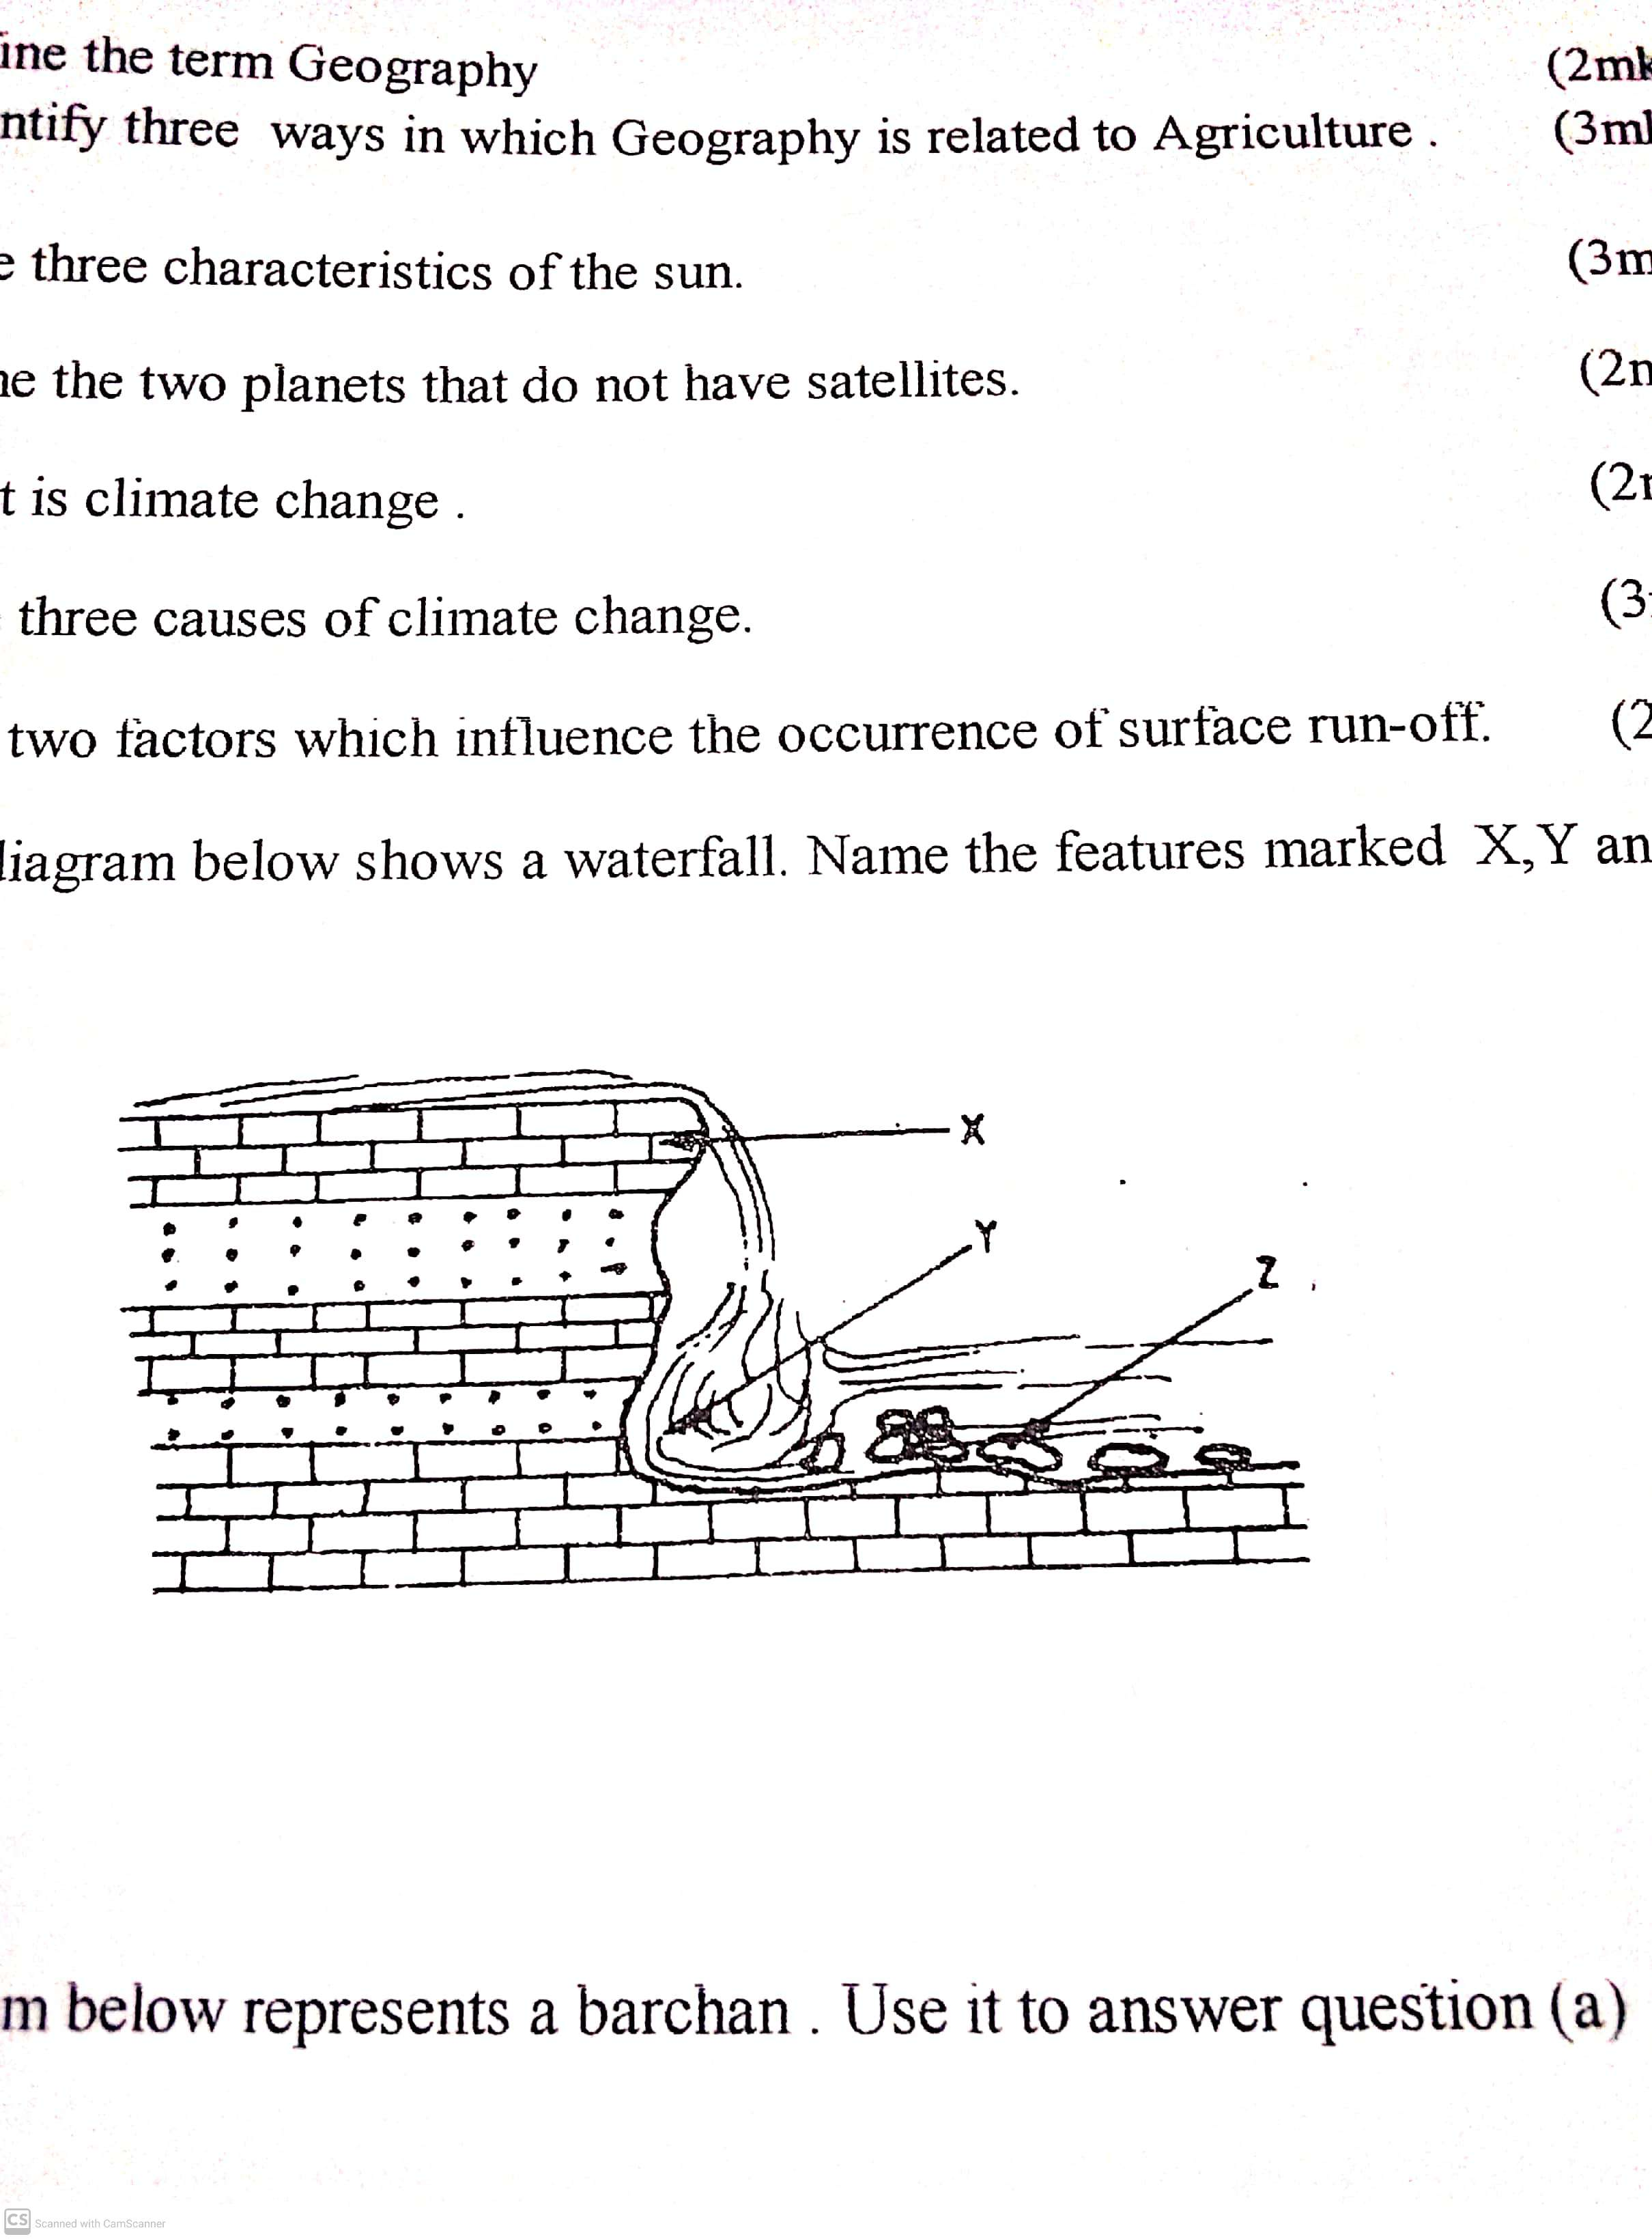 ine the term Geography (2mk
ntify three ways in which Geography is related to Agriculture . (3ml
e three characteristics of the sun. (3m
ne the two planets that do not have satellites. (2n
t is climate change . (2r
three causes of climate change. (3
two factors which influence the occurrence of surface run-off. (2
diagram below shows a waterfall. Name the features marked X,Y an
X
Y
Z
m below represents a barchan . Use it to answer question (a)
CS Scanned with CamScanner